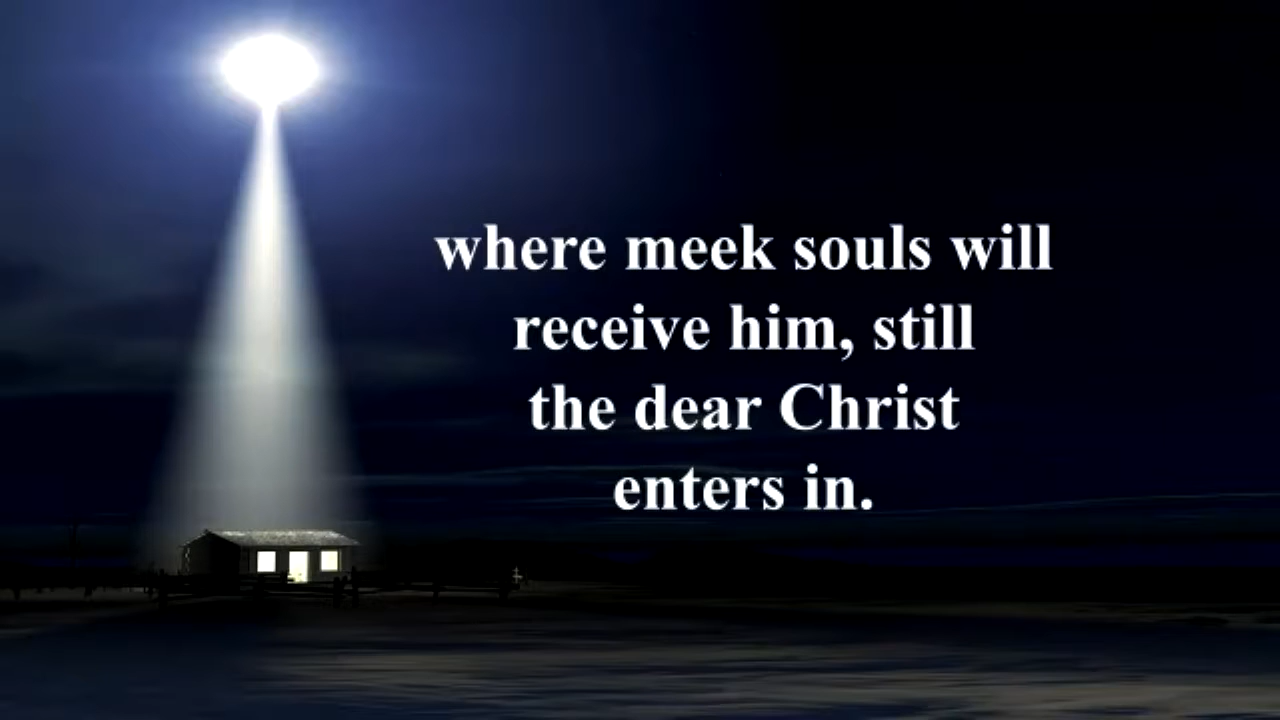 where meek souls will
receive him, still
the dear Christ
enters in.